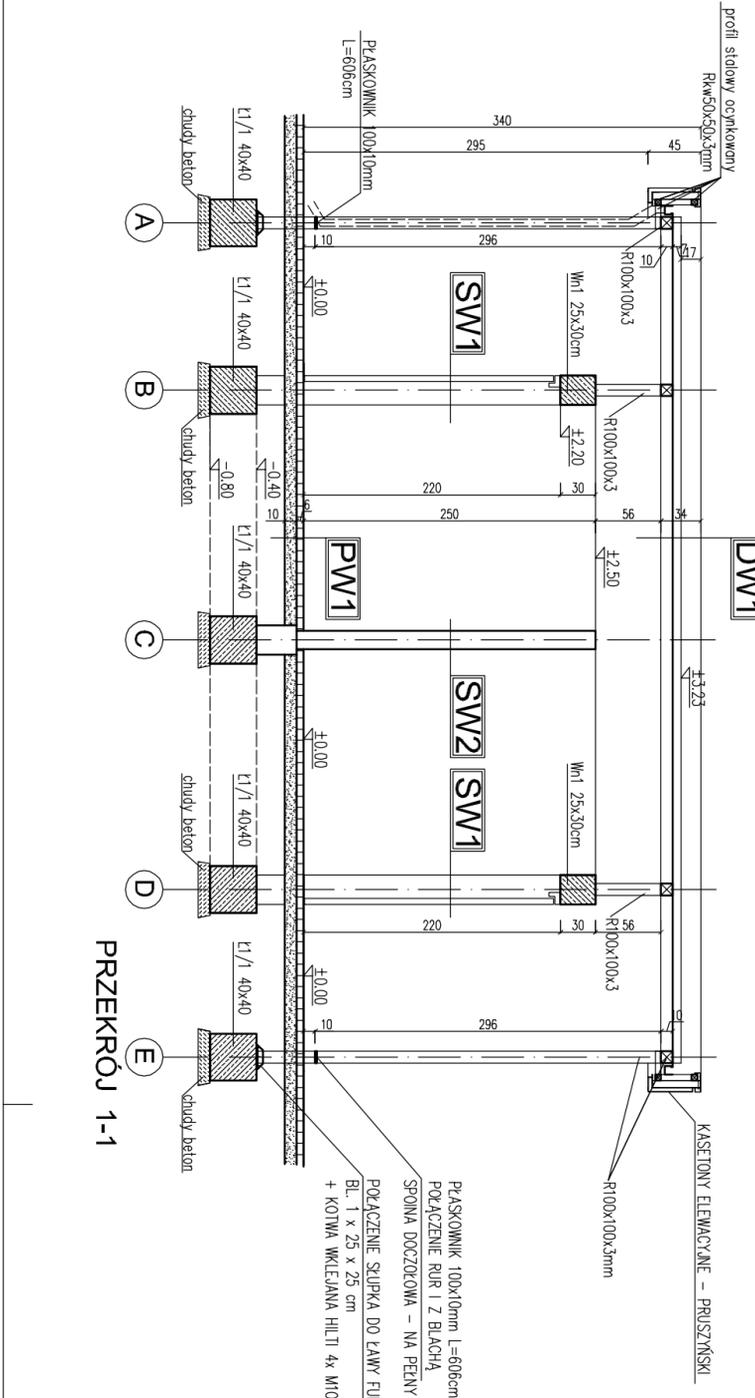 profil stalowy ocynkowany
Rkw50x50x3mm
KASETONY ELEWACYJNE – PRUSZYŃSKI
DW1
45
17
34
10
10
±3.23
R100x100x3
R100x100x3
R100x100x3
R100x100x3mm
340
295
56
56
±2.50
30
30
Wn1 25x30cm
Wn1 25x30cm
±2.20
296
250
220
220
296
SW1
SW2
SW1
PŁASKOWNIK 100x10mm
L=606cm
10
10
PW1
PŁASKOWNIK 100x10mm L=606cm
POŁĄCZENIE RUR I Z BLACHĄ
SPOINA DOCZOŁOWA – NA PEŁNY
±0.00
±0.00
±0.00
6
10
POŁĄCZENIE SŁUPKA DO ŁAWY
BL. 1 x 25 x 25 cm
+ KOTWA WKLEJANA HILTI 4x
-0.40
-0.80
Ł1/1 40x40
Ł1/1 40x40
Ł1/1 40x40
Ł1/1 40x40
Ł1/1 40x40
chudy beton
chudy beton
chudy beton
chudy beton
A
B
C
D
E
PRZEKRÓJ 1-1